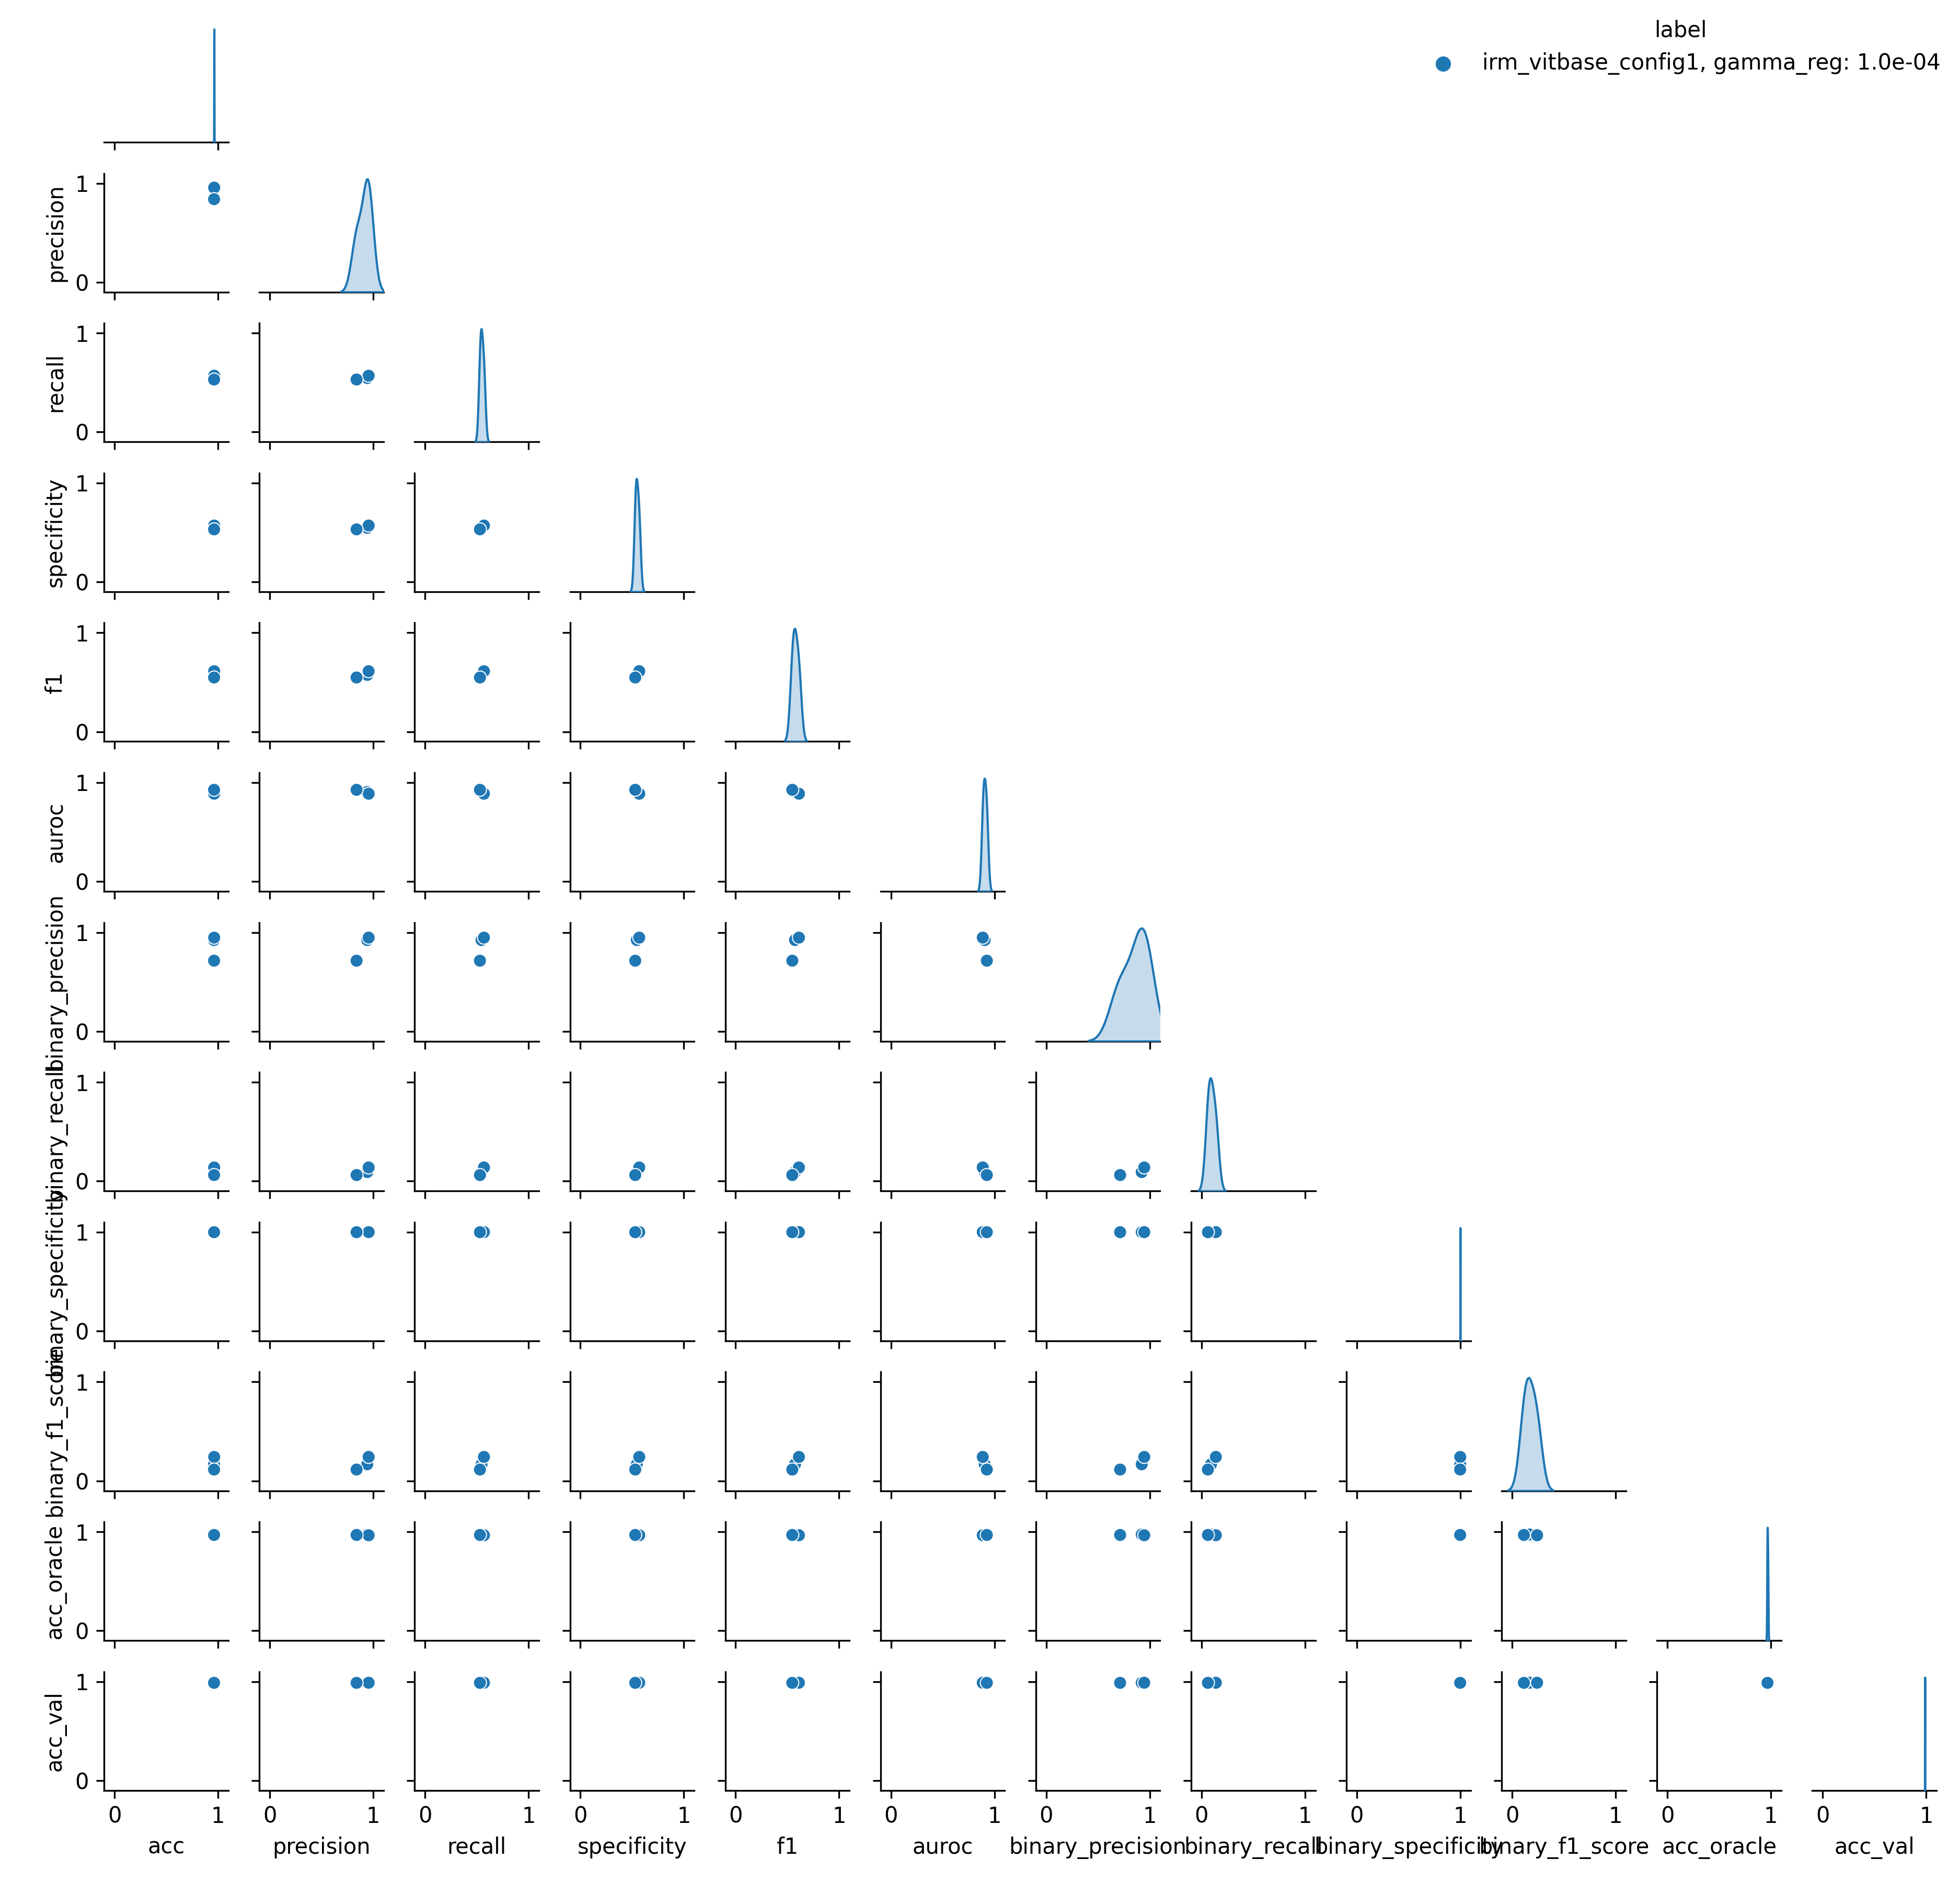 label
irm_vitbase_config1, gamma_reg: 1.0e-04
precision
1
0
recall
1
0
specificity
1
0
f1
1
0
auroc
1
0
binary_precision
1
0
binary_recall
1
0
binary_specificity
1
0
binary_f1_score
1
0
acc_oracle
1
0
acc_val
1
0
0 1 0 1 0 1 0 1 0 1 0 1 0 1 0 1 0 1 0 1 0 1 0 1
acc precision recall specificity f1 auroc binary_precision binary_recall binary_specificity binary_f1_score acc_oracle acc_val